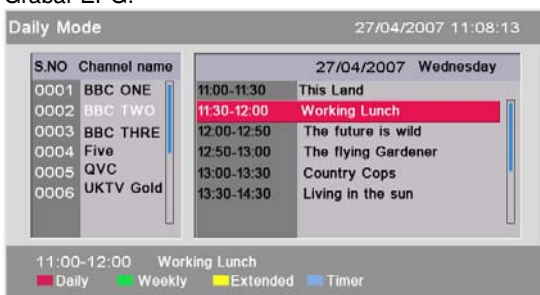 Grabar EPG:
Daily Mode 27/04/2007 11:08:13
S.NO Channel name
27/04/2007 Wednesday
0001 BBC ONE
0002 BBC TWO
0003 BBC THRE
0004 Five
0005 QVC
0006 UKTV Gold
11:00-11:30 This Land
11:30-12:00 Working Lunch
12:00-12:50 The future is wild
12:50-13:00 The flying Gardener
13:00-13:30 Country Cops
13:30-14:30 Living in the sun
11:00-12:00 Working Lunch
Daily Weekly Extended Timer